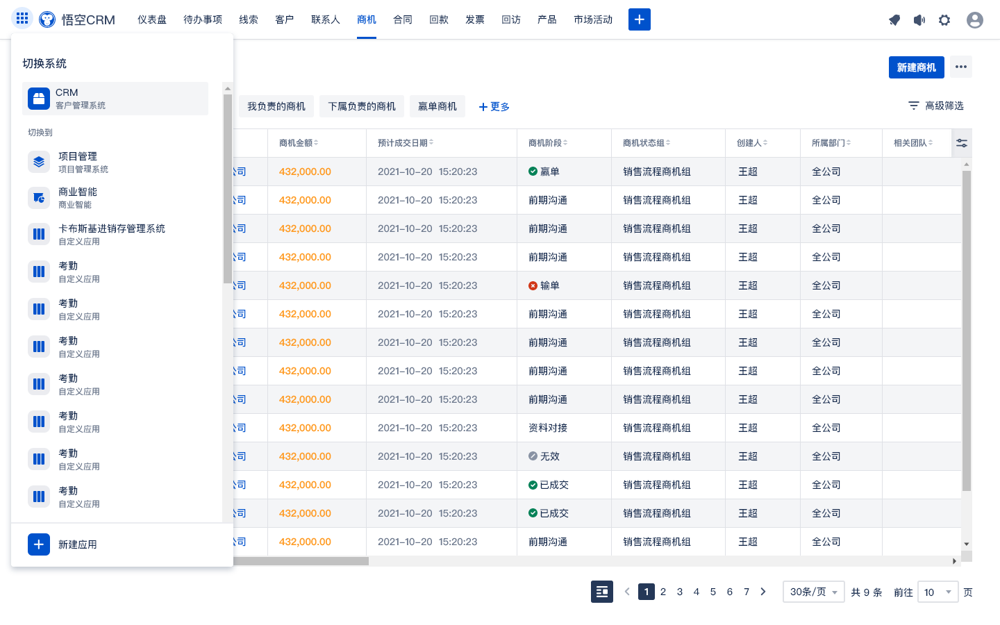 悟空CRM 仪表盘 待办事项 线索 客户 联系人 商机 合同 回款 发票 回访 产品 市场活动
切换系统
新建商机
CRM
客户管理系统
我负责的商机 下属负责的商机 赢单商机 更多 高级筛选
切换到
商机金额 预计成交日期 商机阶段 商机状态组 创建人 所属部门 相关团队
项目管理
项目管理系统
商业智能
商业智能
卡布斯基进销存管理系统
自定义应用
考勤
自定义应用
考勤
自定义应用
考勤
自定义应用
考勤
自定义应用
考勤
自定义应用
考勤
自定义应用
考勤
自定义应用
新建应用
公司 432,000.00 2021-10-20 15:20:23 赢单 销售流程商机组 王超 全公司
公司 432,000.00 2021-10-20 15:20:23 前期沟通 销售流程商机组 王超 全公司
公司 432,000.00 2021-10-20 15:20:23 前期沟通 销售流程商机组 王超 全公司
公司 432,000.00 2021-10-20 15:20:23 前期沟通 销售流程商机组 王超 全公司
公司 432,000.00 2021-10-20 15:20:23 输单 销售流程商机组 王超 全公司
公司 432,000.00 2021-10-20 15:20:23 前期沟通 销售流程商机组 王超 全公司
公司 432,000.00 2021-10-20 15:20:23 前期沟通 销售流程商机组 王超 全公司
公司 432,000.00 2021-10-20 15:20:23 前期沟通 销售流程商机组 王超 全公司
公司 432,000.00 2021-10-20 15:20:23 前期沟通 销售流程商机组 王超 全公司
公司 432,000.00 2021-10-20 15:20:23 资料对接 销售流程商机组 王超 全公司
公司 432,000.00 2021-10-20 15:20:23 无效 销售流程商机组 王超 全公司
公司 432,000.00 2021-10-20 15:20:23 已成交 销售流程商机组 王超 全公司
公司 432,000.00 2021-10-20 15:20:23 已成交 销售流程商机组 王超 全公司
公司 432,000.00 2021-10-20 15:20:23 前期沟通 销售流程商机组 王超 全公司
1 2 3 4 5 6 7 30条/页 共 9 条 前往 10 页